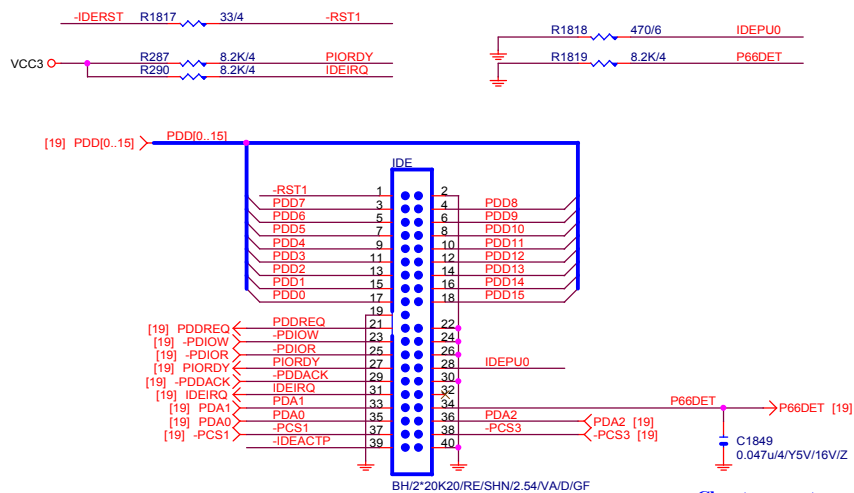 -IDERST R1817 33/4 -RST1
R1818 470/6 IDEPU0
VCC3 R287 8.2K/4 PIORDY
R290 8.2K/4 IDEIRQ
R1819 8.2K/4 P66DET
[19] PDD[0..15] PDD[0..15]
IDE
-RST1 1 2
PDD7 3 4 PDD8
PDD6 5 6 PDD9
PDD5 7 8 PDD10
PDD4 9 10 PDD11
PDD3 11 12 PDD12
PDD2 13 14 PDD13
PDD1 15 16 PDD14
PDD0 17 18 PDD15
19
[19] PDDREQ PDDREQ 21 22
[19] -PDIOW -PDIOW 23 24
[19] -PDIOR -PDIOR 25 26
[19] PIORDY PIORDY 27 28 IDEPU0
[19] -PDDACK -PDDACK 29 30
[19] IDEIRQ IDEIRQ 31 32
[19] PDA1 PDA1 33 34 P66DET P66DET [19]
[19] PDA0 PDA0 35 36 PDA2 PDA2 [19]
[19] -PCS1 -PCS1 37 38 -PCS3 -PCS3 [19]
-IDEACTP 39 40
C1849
0.047u/4/Y5V/16V/Z
BH/2*20K20/RE/SHN/2.54/VA/D/GF